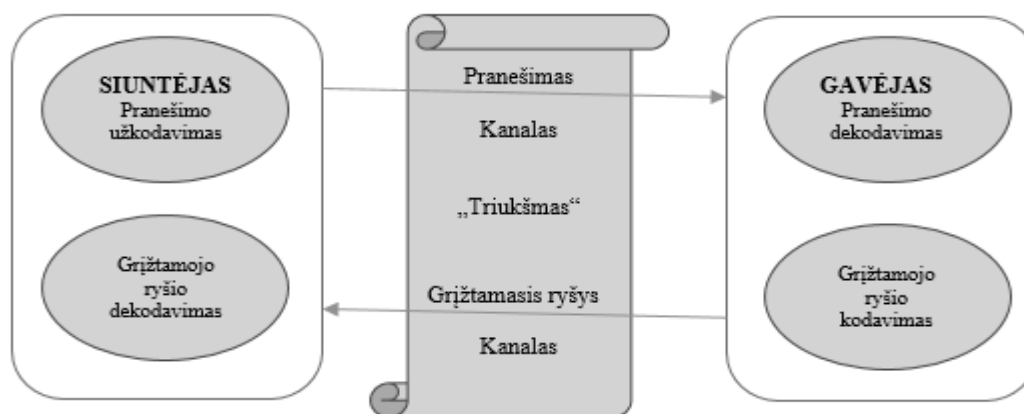 SIUNTĖJAS
Pranešimo
užkodavimas
Grįžtamojo
ryšio
dekodavimas
Pranešimas
Kanalas
„Triukšmas“
Grįžtamasis ryšys
Kanalas
GAVĖJAS
Pranešimo
dekodavimas
Grįžtamojo
ryšio
kodavimas